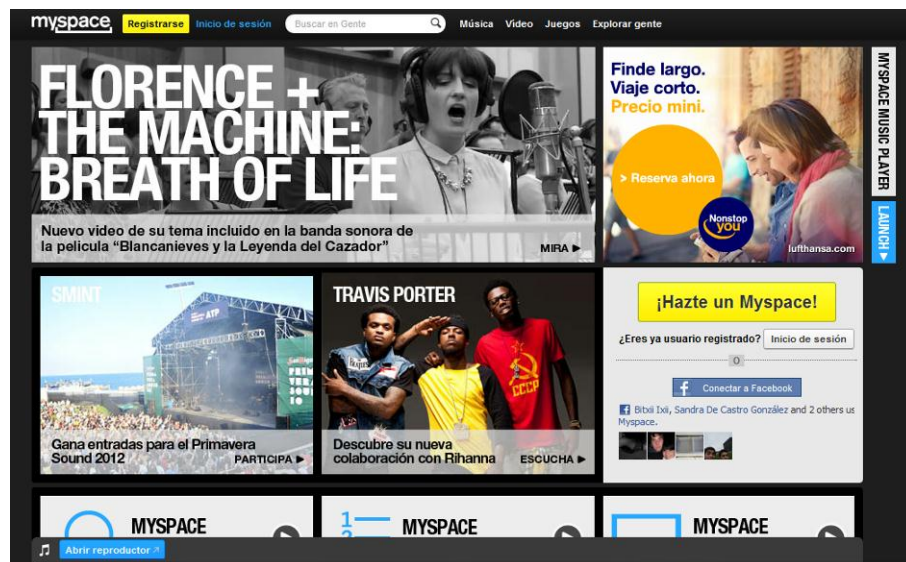 myspace Registrarse Inicio de sesión Buscar en Gente Música Video Juegos Explorar gente
FLORENCE +
THE MACHINE:
BREATH OF LIFE
Nuevo video de su tema incluido en la banda sonora de
la pelicula “Blancanieves y la Leyenda del Cazador”
MIRA
Finde largo.
Viaje corto.
Precio mini.
> Reserva ahora
Nonstop
you
lufthansa.com
MYSPACE MUSIC PLAYER
LAUNCH
SMINT
ATP
Gana entradas para el Primavera
Sound 2012
PARTICIPA
TRAVIS PORTER
CCCP
Descubre su nueva
colaboración con Rihanna
ESCUCHA
¡Hazte un Myspace!
¿Eres ya usuario registrado? Inicio de sesión
O
f Conectar a Facebook
Bitxii Ixii, Sandra De Castro González and 2 others us
Myspace.
MYSPACE
1
2
MYSPACE
MYSPACE
Abrir reproductor